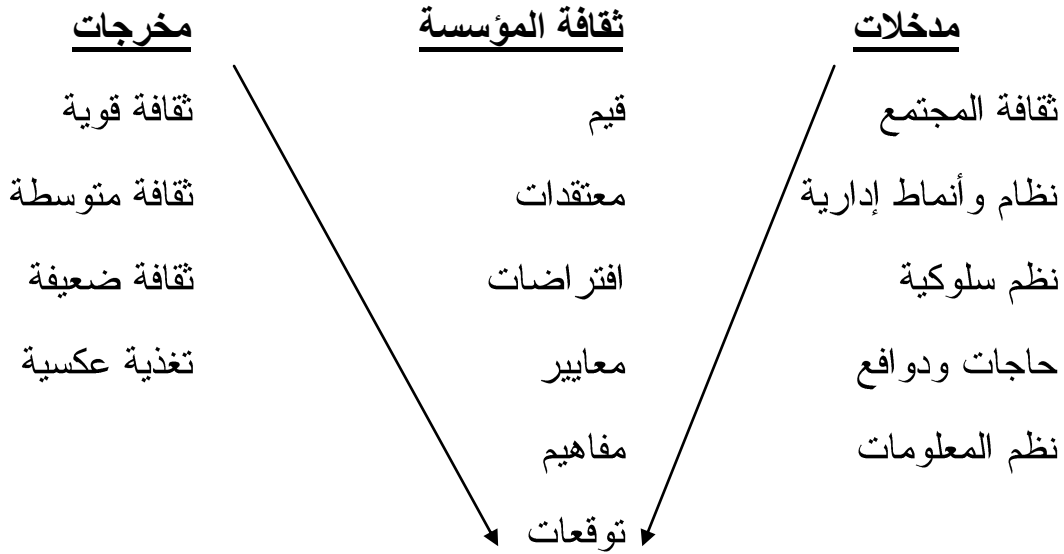 مدخلات ثقافة المؤسسة مخرجات
ثقافة المجتمع قيم ثقافة قوية
نظام وأنماط إدارية معتقدات ثقافة متوسطة
نظم سلوكية افتراضات ثقافة ضعيفة
حاجات ودوافع معايير تغذية عكسية
نظم المعلومات مفاهيم
توقعات